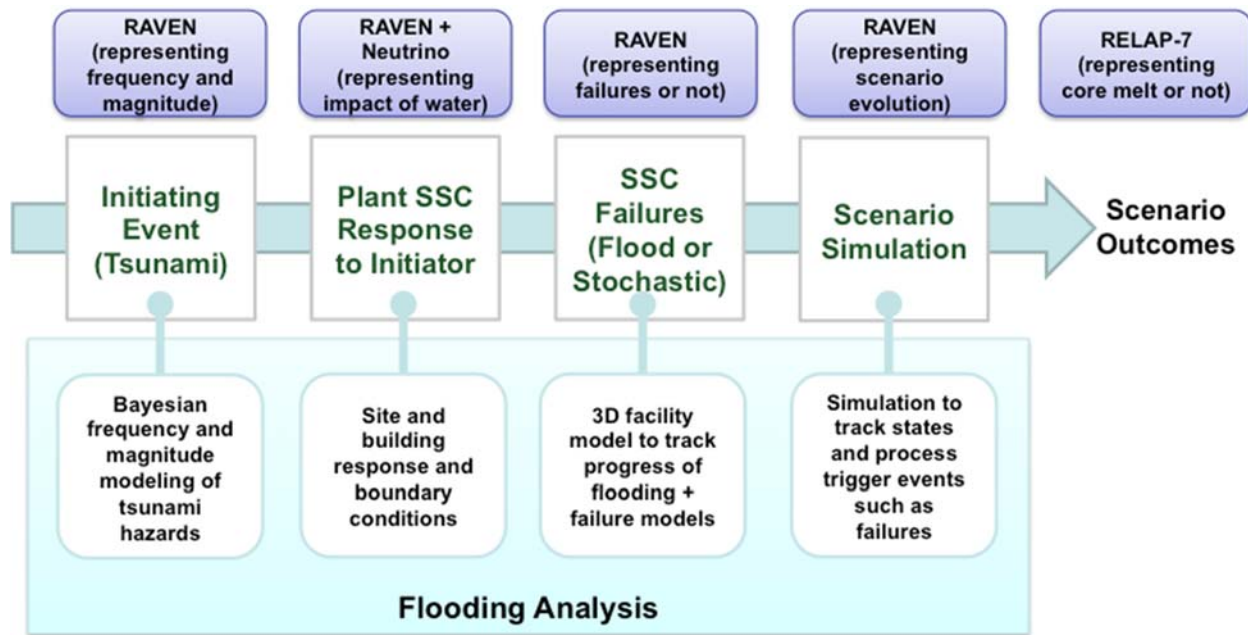 RAVEN
(representing
frequency and
magnitude)
RAVEN +
Neutrino
(representing
impact of water)
RAVEN
(representing
failures or not)
RAVEN
(representing
scenario
evolution)
RELAP-7
(representing
core melt or not)
Initiating
Event
(Tsunami)
Plant SSC
Response
to Initiator
SSC
Failures
(Flood or
Stochastic)
Scenario
Simulation
Scenario
Outcomes
Bayesian
frequency and
magnitude
modeling of
tsunami
hazards
Site and
building
response and
boundary
conditions
3D facility
model to track
progress of
flooding +
failure models
Simulation to
track states
and process
trigger events
such as
failures
Flooding Analysis